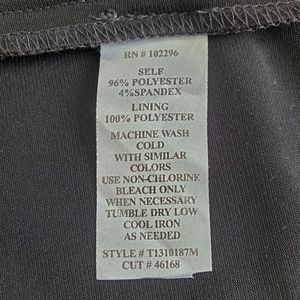 RN # 102296
SELF
96% POLYESTER
4%SPANDEX
LINING
100% POLYESTER
MACHINE WASH
COLD
WITH SIMILAR
COLORS
USE NON-CHLORINE
BLEACH ONLY
WHEN NECESSARY
TUMBLE DRY LOW
COOL IRON
AS NEEDED
STYLE # T1310187M
CUT # 46168